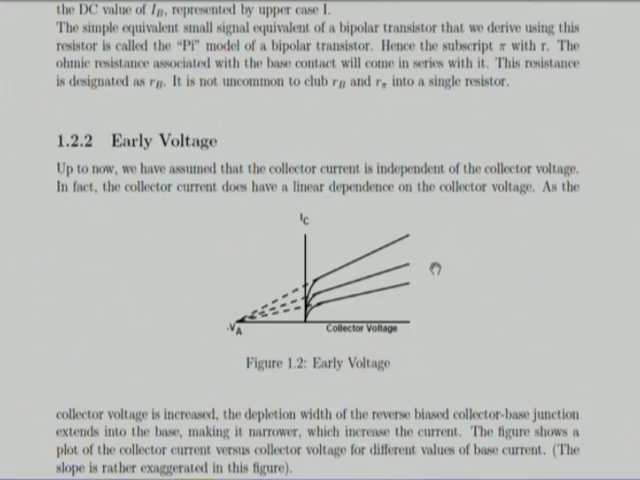 the DC value of I_B, represented by upper case I.
The simple equivalent small signal equivalent of a bipolar transistor that we derive using this
resistor is called the “Pi” model of a bipolar transistor. Hence the subscript π with r. The
ohmic resistance associated with the base contact will come in series with it. This resistance
is designated as r_B. It is not uncommon to club r_B and r_π into a single resistor.
1.2.2 Early Voltage
Up to now, we have assumed that the collector current is independent of the collector voltage.
In fact, the collector current does have a linear dependence on the collector voltage. As the
I_C
-V_A
Collector Voltage
Figure 1.2: Early Voltage
collector voltage is increased, the depletion width of the reverse biased collector-base junction
extends into the base, making it narrower, which increase the current. The figure shows a
plot of the collector current versus collector voltage for different values of base current. (The
slope is rather exaggerated in this figure).